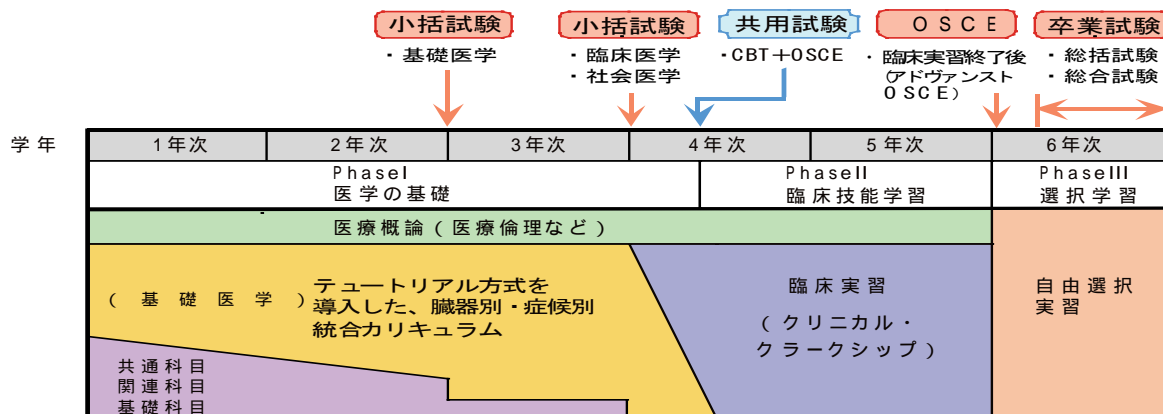 小括試験
・基礎医学
小括試験
・臨床医学
・社会医学
共用試験
・CBT+OSCE
OSCE
・臨床実習終了後
(アドヴァンスト
OSCE)
卒業試験
・総括試験
・総合試験
学年
1年次
2年次
3年次
4年次
5年次
6年次
PhaseI
医学の基礎
PhaseII
臨床技能学習
PhaseIII
選択学習
医療概論(医療倫理など)
(基礎医学)
テュートリアル方式を
導入した、臓器別・症候別
統合カリキュラム
臨床実習
(クリニカル・
クラークシップ)
自由選択
実習
共通科目
関連科目
基礎科目